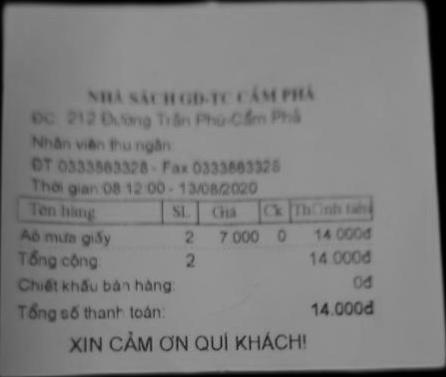 NHÀ SÁCH GD-TC CẨM PHẢ
ĐC: 212 Đường Trần Phú-Cẩm Phả
Nhân viên thu ngân:
ĐT 0333863328 - Fax 0333863328
Thời gian 08:12:00 - 13/08/2020
Tên hàng SL Giá Ck Thành tiền
Aó mưa giấy 2 7.000 0 14.000đ
Tổng cộng: 2 14.000đ
Chiết khấu bán hàng: 0đ
Tổng số thanh toán: 14.000đ
XIN CẢM ƠN QUÍ KHÁCH!